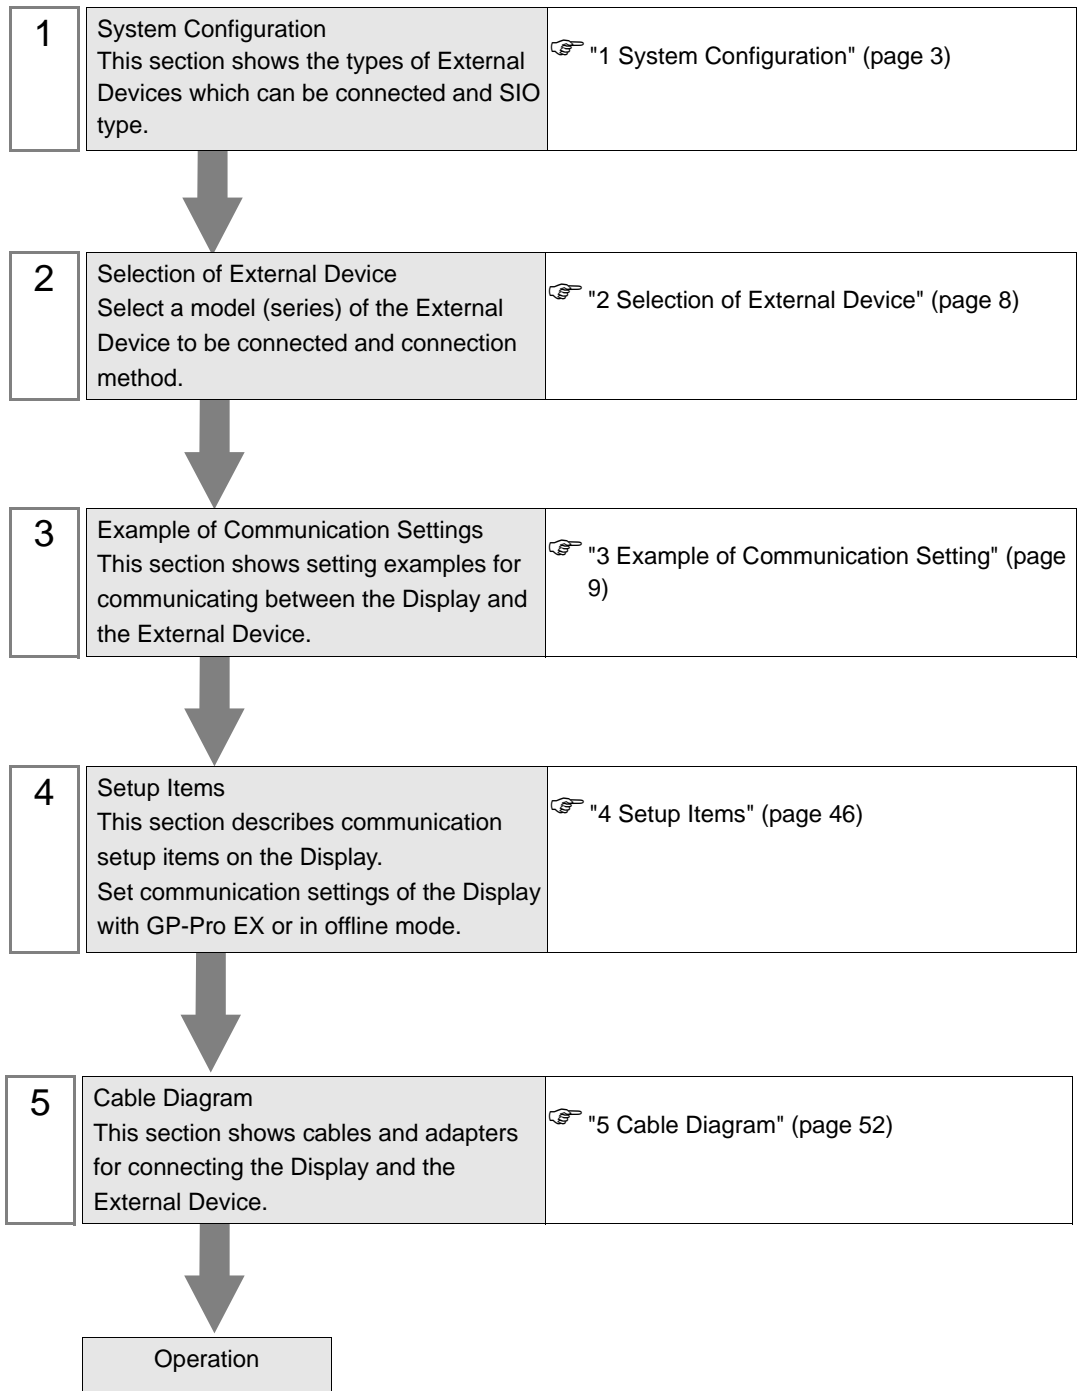 1
System Configuration
This section shows the types of External
Devices which can be connected and SIO
type.
"1 System Configuration" (page 3)
2
Selection of External Device
Select a model (series) of the External
Device to be connected and connection
method.
"2 Selection of External Device" (page 8)
3
Example of Communication Settings
This section shows setting examples for
communicating between the Display and
the External Device.
"3 Example of Communication Setting" (page
9)
4
Setup Items
This section describes communication
setup items on the Display.
Set communication settings of the Display
with GP-Pro EX or in offline mode.
"4 Setup Items" (page 46)
5
Cable Diagram
This section shows cables and adapters
for connecting the Display and the
External Device.
"5 Cable Diagram" (page 52)
Operation